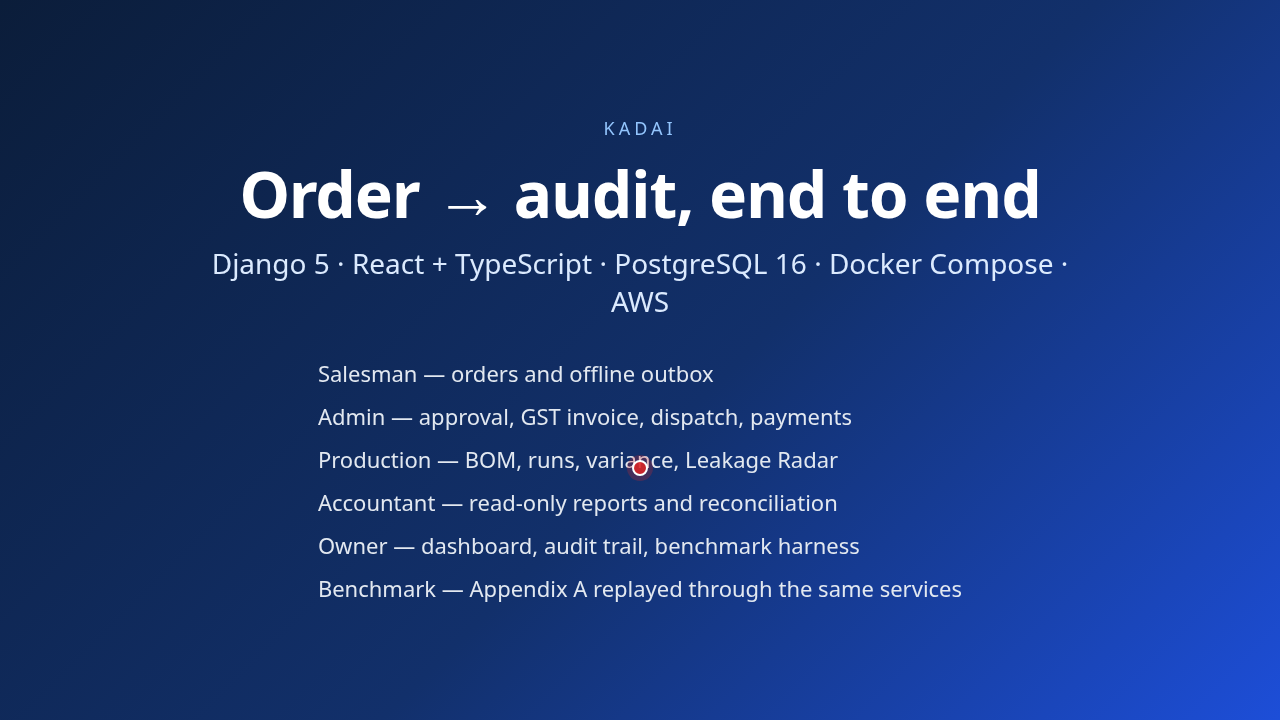 KADAI
Order → audit, end to end
Django 5 · React + TypeScript · PostgreSQL 16 · Docker Compose ·
AWS
Salesman — orders and offline outbox
Admin — approval, GST invoice, dispatch, payments
Production — BOM, runs, variance, Leakage Radar
Accountant — read-only reports and reconciliation
Owner — dashboard, audit trail, benchmark harness
Benchmark — Appendix A replayed through the same services